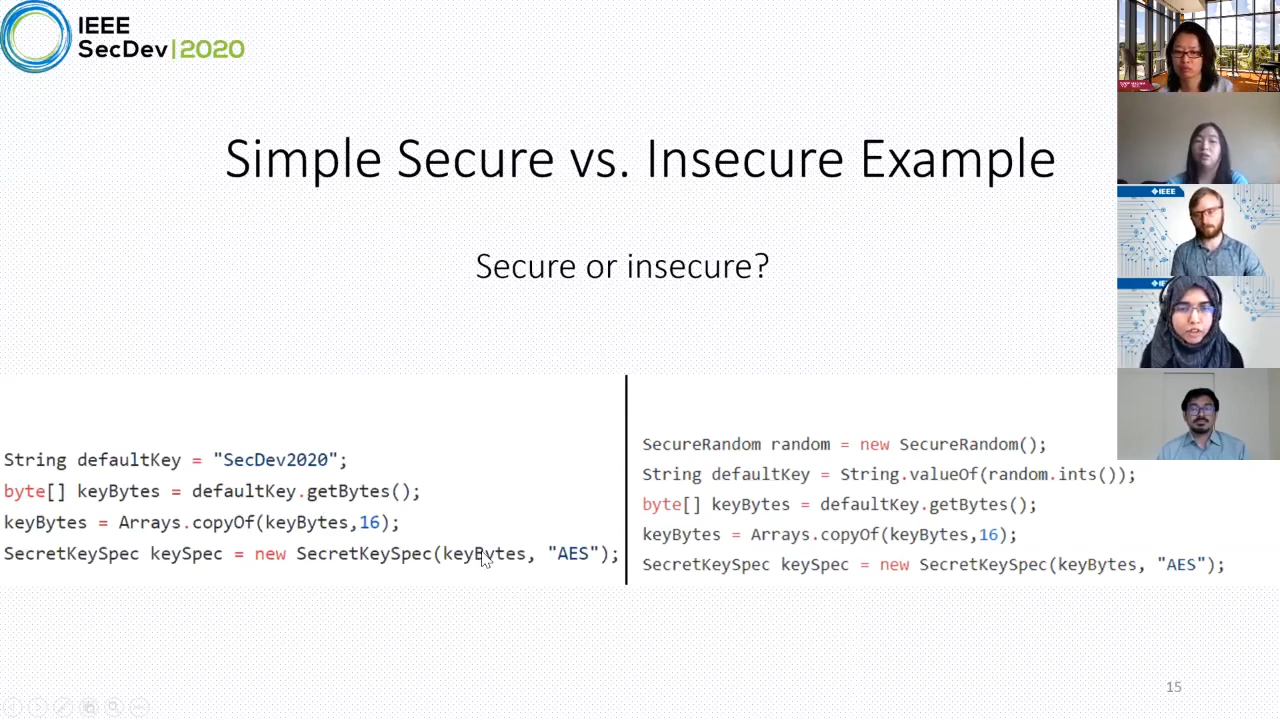 IEEE
SecDev|2020
Simple Secure vs. Insecure Example
Secure or insecure?
String defaultKey = "SecDev2020";
byte[] keyBytes = defaultKey.getBytes();
keyBytes = Arrays.copyOf(keyBytes,16);
SecretKeySpec keySpec = new SecretKeySpec(keyBytes, "AES");
SecureRandom random = new SecureRandom();
String defaultKey = String.valueOf(random.ints());
byte[] keyBytes = defaultKey.getBytes();
keyBytes = Arrays.copyOf(keyBytes,16);
SecretKeySpec keySpec = new SecretKeySpec(keyBytes, "AES");
15
IEEE